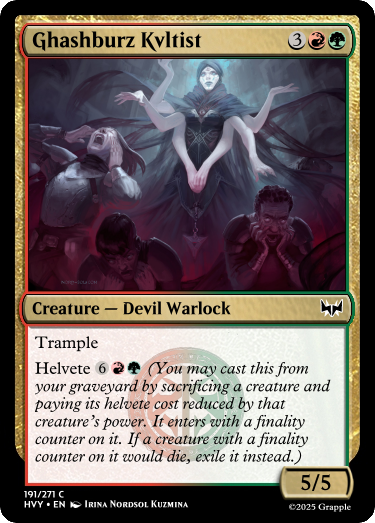 Ghashburz Kvltist 3
Creature — Devil Warlock
Trample
Helvete 6 (You may cast this from
your graveyard by sacrificing a creature and
paying its helvete cost reduced by that
creature's power. It enters with a finality
counter on it. If a creature with a finality
counter on it would die, exile it instead.)
5/5
191/271 C
HVY • EN Irina Nordsol Kuzmina
©2025 Grapple